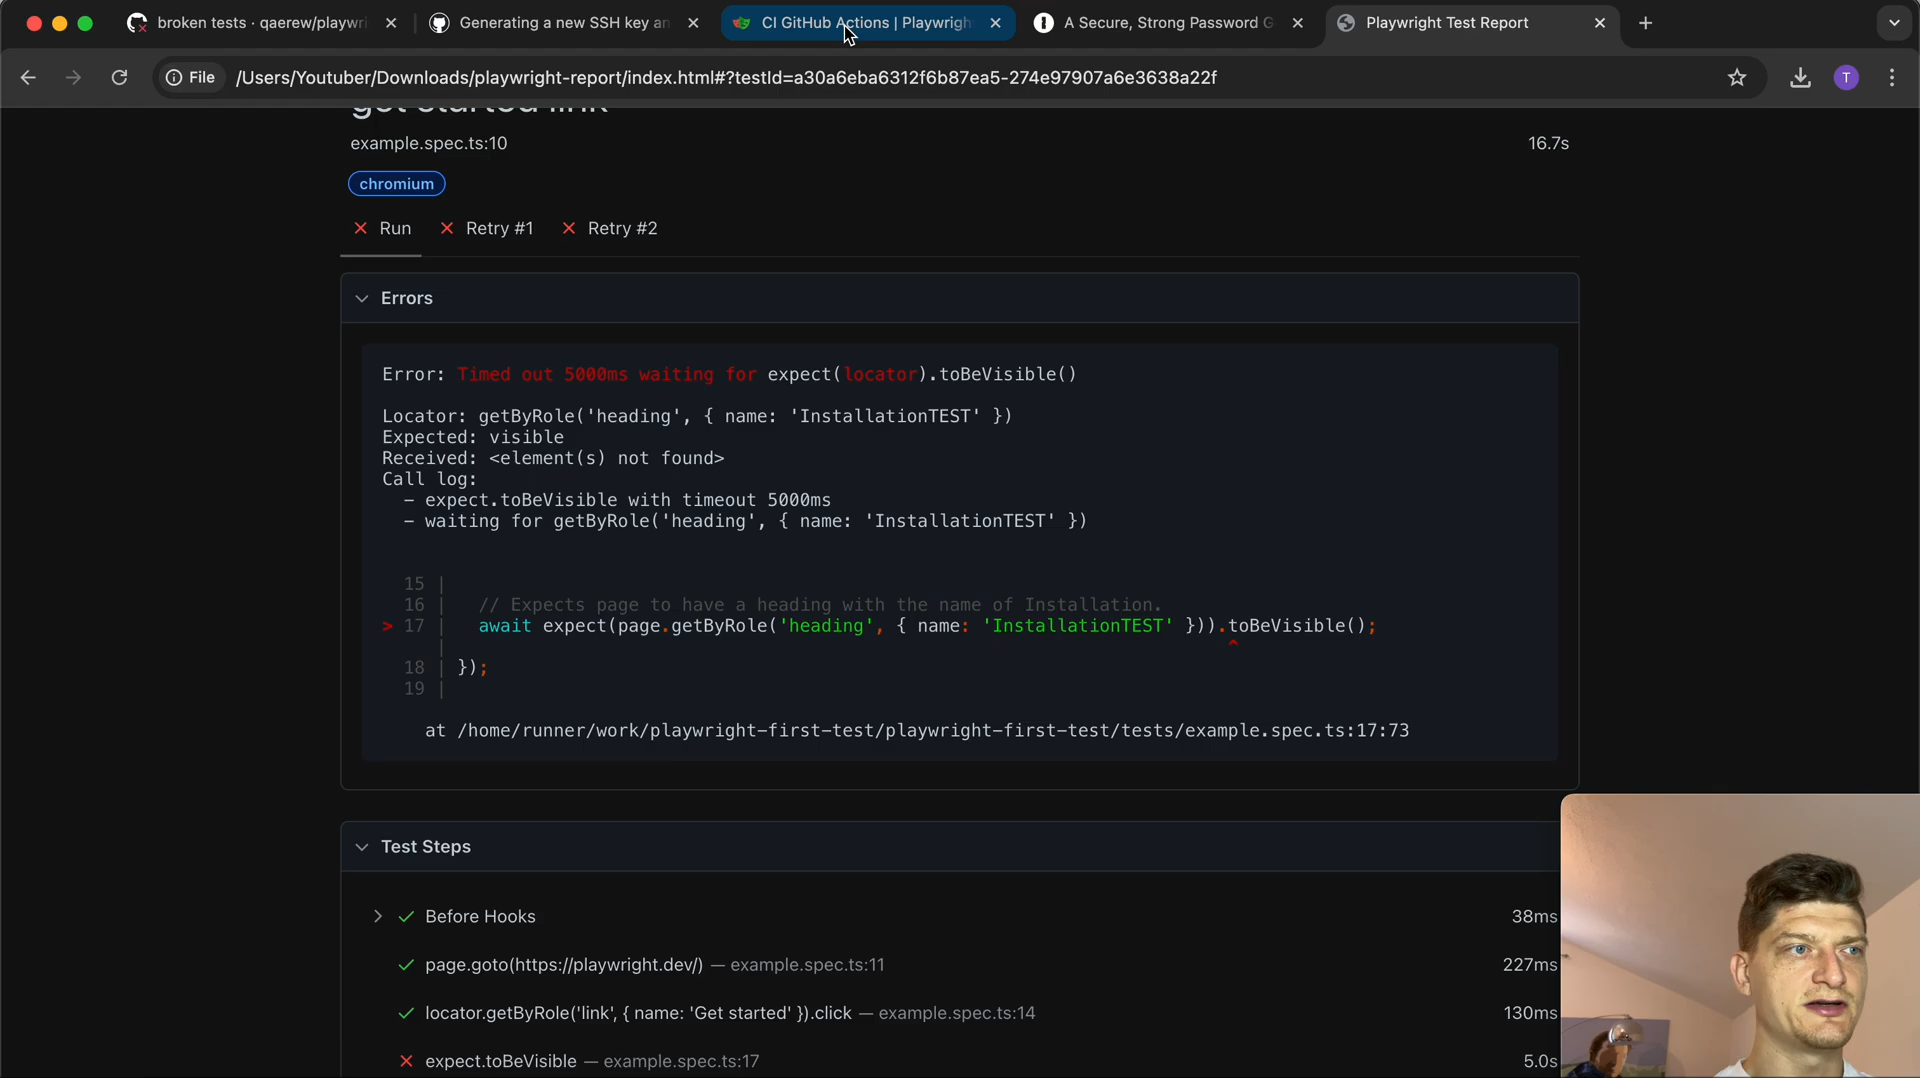 broken tests · qaerew/playwri
Generating a new SSH key an
CI GitHub Actions | Playwrigh
A Secure, Strong Password G
Playwright Test Report
File
/Users/Youtuber/Downloads/playwright-report/index.html#?testId=a30a6eba6312f6b87ea5-274e97907a6e3638a22f
T
get started link
example.spec.ts:10
16.7s
chromium
Run
Retry #1
Retry #2
Errors
Error: Timed out 5000ms waiting for expect(locator).toBeVisible()
Locator: getByRole('heading', { name: 'InstallationTEST' })
Expected: visible
Received: <element(s) not found>
Call log:
– expect.toBeVisible with timeout 5000ms
– waiting for getByRole('heading', { name: 'InstallationTEST' })
15 |
16 | // Expects page to have a heading with the name of Installation.
> 17 | await expect(page.getByRole('heading', { name: 'InstallationTEST' })).toBeVisible();
| ^
18 | });
19 |
at /home/runner/work/playwright-first-test/playwright-first-test/tests/example.spec.ts:17:73
Test Steps
Before Hooks
38ms
page.goto(https://playwright.dev/) — example.spec.ts:11
227ms
locator.getByRole('link', { name: 'Get started' }).click — example.spec.ts:14
130ms
expect.toBeVisible — example.spec.ts:17
5.0s